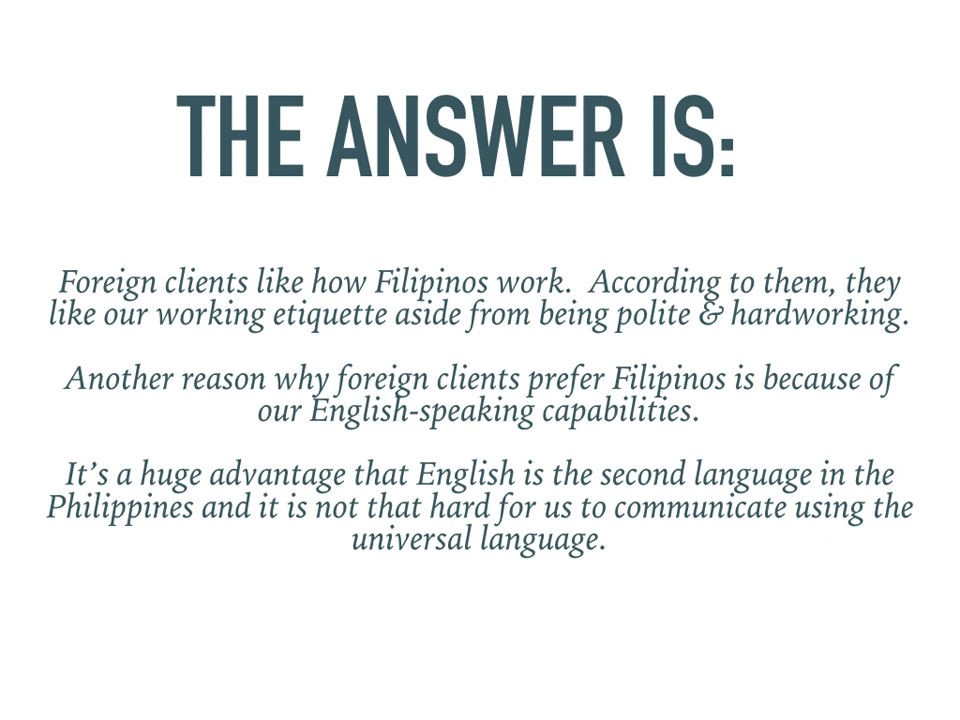 THE ANSWER IS:
Foreign clients like how Filipinos work.  According to them, they
like our working etiquette aside from being polite & hardworking.
Another reason why foreign clients prefer Filipinos is because of
our English-speaking capabilities.
It’s a huge advantage that English is the second language in the
Philippines and it is not that hard for us to communicate using the
universal language.